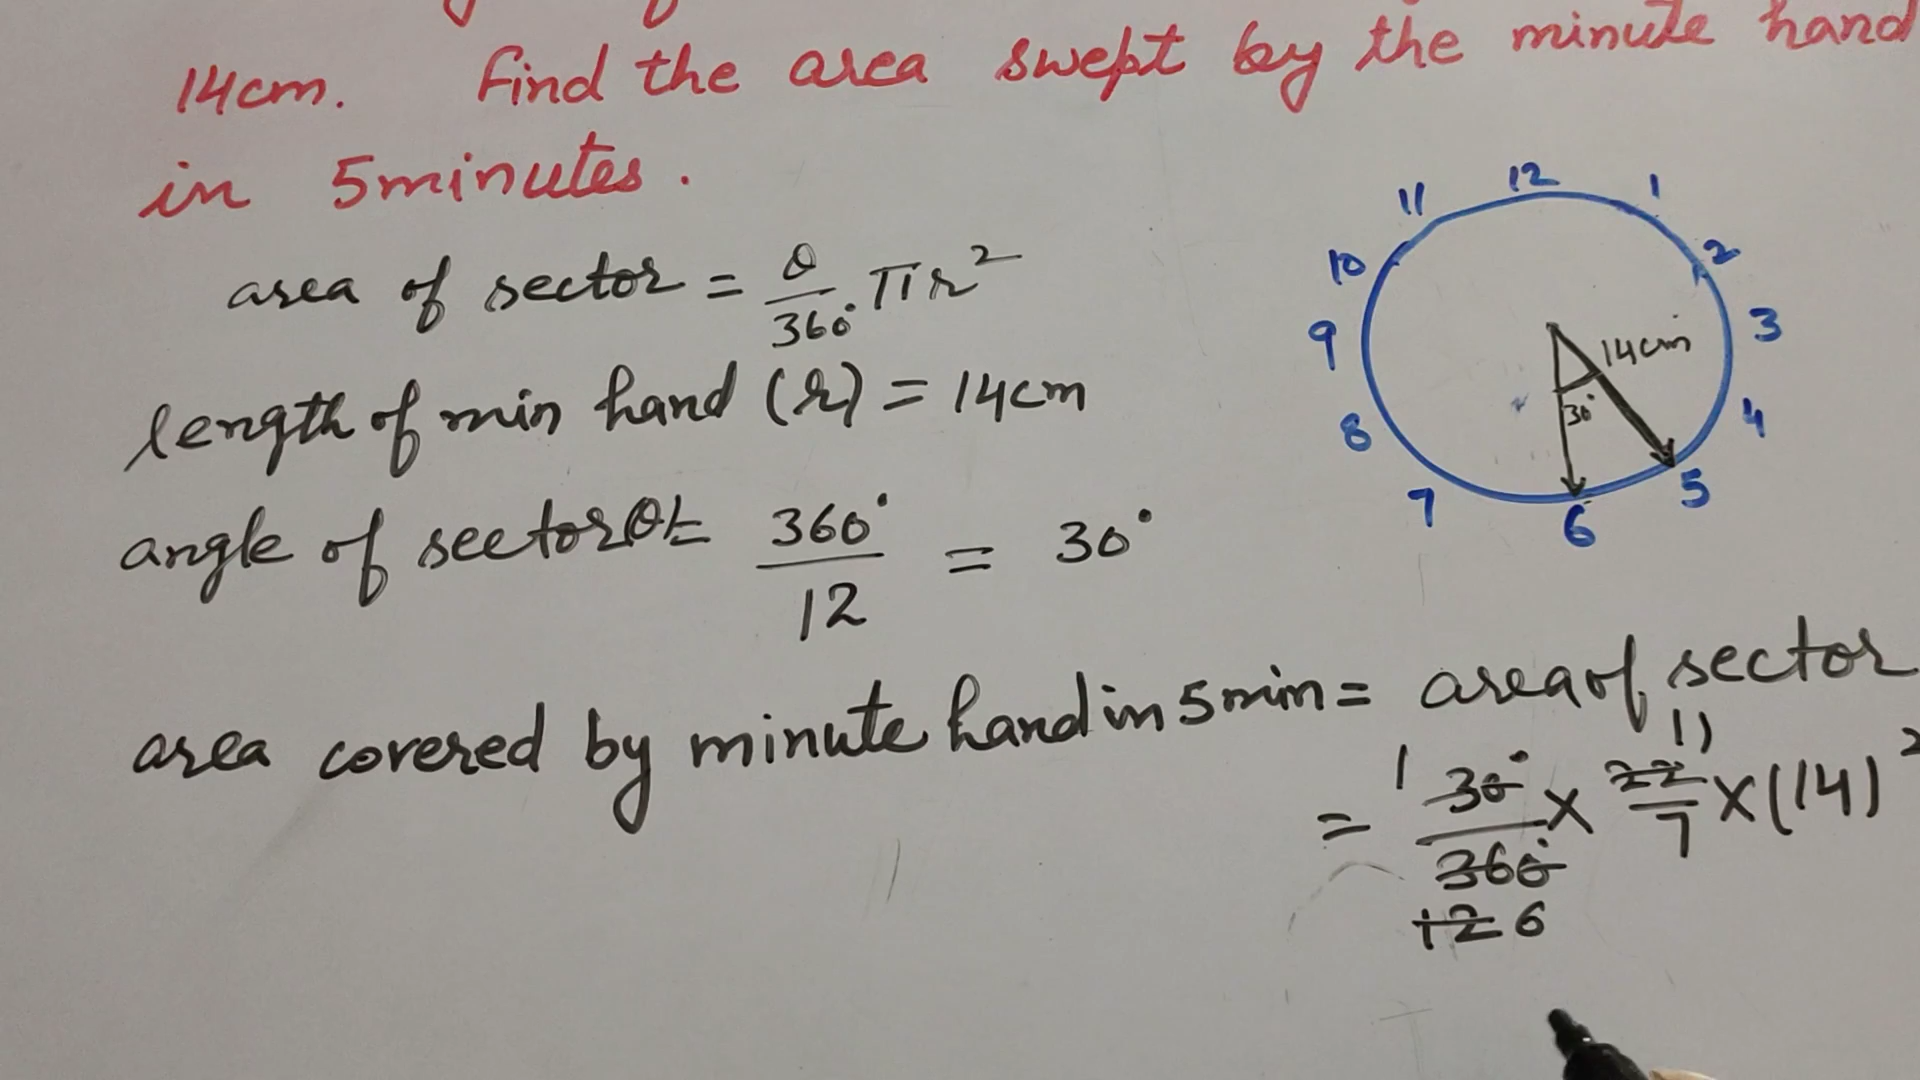 14cm. Find the area swept by the minute hand
in 5minutes.
area of sector = θ/360° πr²
length of min hand (r) = 14cm
angle of sector θ = 360°/12 = 30°
area covered by minute hand in 5min = area of sector
= 1 30°/360° × 22/7 × (14)²
11
12 6
12
11
1
10
2
9
3
14cm
30°
8
4
7
5
6